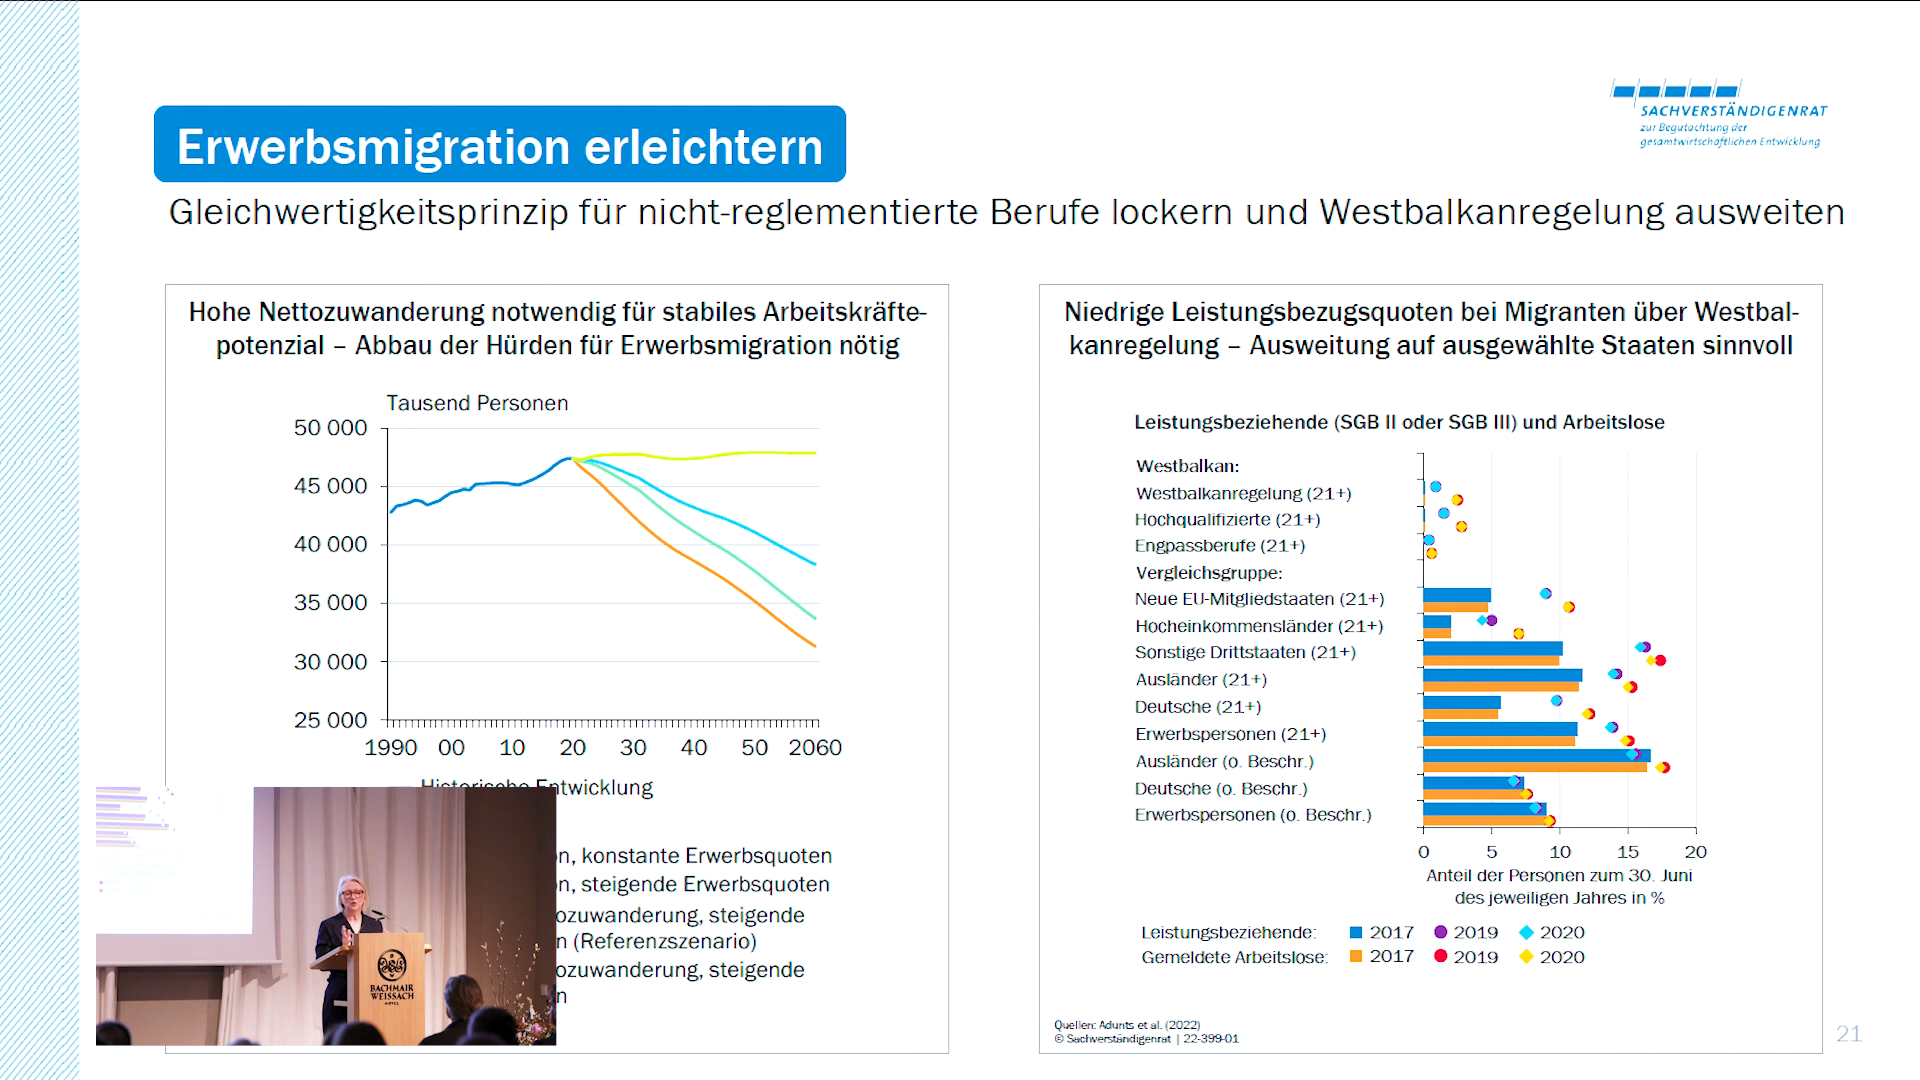 SACHVERSTÄNDIGENRAT
zur Begutachtung der
gesamtwirtschaftlichen Entwicklung
Erwerbsmigration erleichtern
Gleichwertigkeitsprinzip für nicht-reglementierte Berufe lockern und Westbalkanregelung ausweiten
Hohe Nettozuwanderung notwendig für stabiles Arbeitskräfte-
potenzial – Abbau der Hürden für Erwerbsmigration nötig
Tausend Personen
50 000
45 000
40 000
35 000
30 000
25 000
1990 00 10 20 30 40 50 2060
Historische Entwicklung
n, konstante Erwerbsquoten
n, steigende Erwerbsquoten
ozuwanderung, steigende
n (Referenzszenario)
ozuwanderung, steigende
n
BACHMAIR
WEISSACH
Niedrige Leistungsbezugsquoten bei Migranten über Westbal-
kanregelung – Ausweitung auf ausgewählte Staaten sinnvoll
Leistungsbeziehende (SGB II oder SGB III) und Arbeitslose
Westbalkan:
Westbalkanregelung (21+)
Hochqualifizierte (21+)
Engpassberufe (21+)
Vergleichsgruppe:
Neue EU-Mitgliedstaaten (21+)
Hocheinkommensländer (21+)
Sonstige Drittstaaten (21+)
Ausländer (21+)
Deutsche (21+)
Erwerbspersonen (21+)
Ausländer (o. Beschr.)
Deutsche (o. Beschr.)
Erwerbspersonen (o. Beschr.)
0 5 10 15 20
Anteil der Personen zum 30. Juni
des jeweiligen Jahres in %
Leistungsbeziehende: 2017 2019 2020
Gemeldete Arbeitslose: 2017 2019 2020
Quellen: Adunts et al. (2022)
© Sachverständigenrat | 22-399-01
21